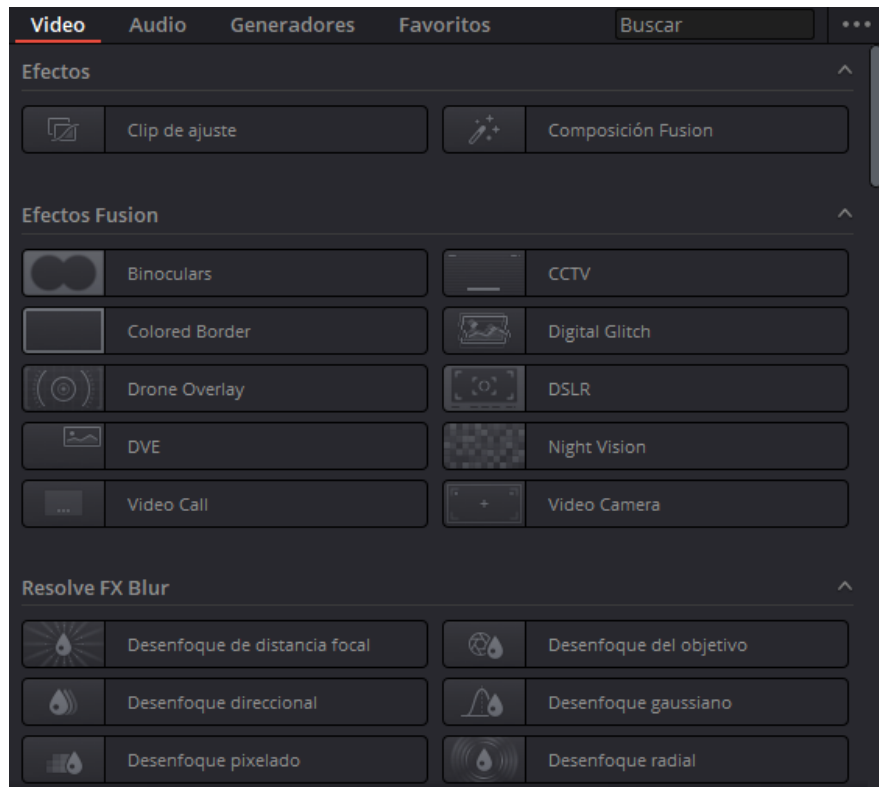 Video Audio Generadores Favoritos Buscar
Efectos
Clip de ajuste Composición Fusion
Efectos Fusion
Binoculars CCTV
Colored Border Digital Glitch
Drone Overlay DSLR
DVE Night Vision
Video Call Video Camera
Resolve FX Blur
Desenfoque de distancia focal Desenfoque del objetivo
Desenfoque direccional Desenfoque gaussiano
Desenfoque pixelado Desenfoque radial